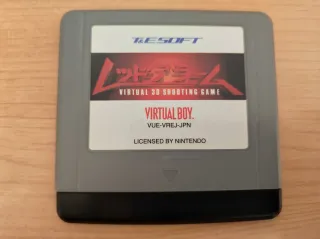 T&E SOFT
レッドアラーム
VIRTUAL 3D SHOOTING GAME
VIRTUAL BOY
VUE-VREJ-JPN
LICENSED BY NINTENDO